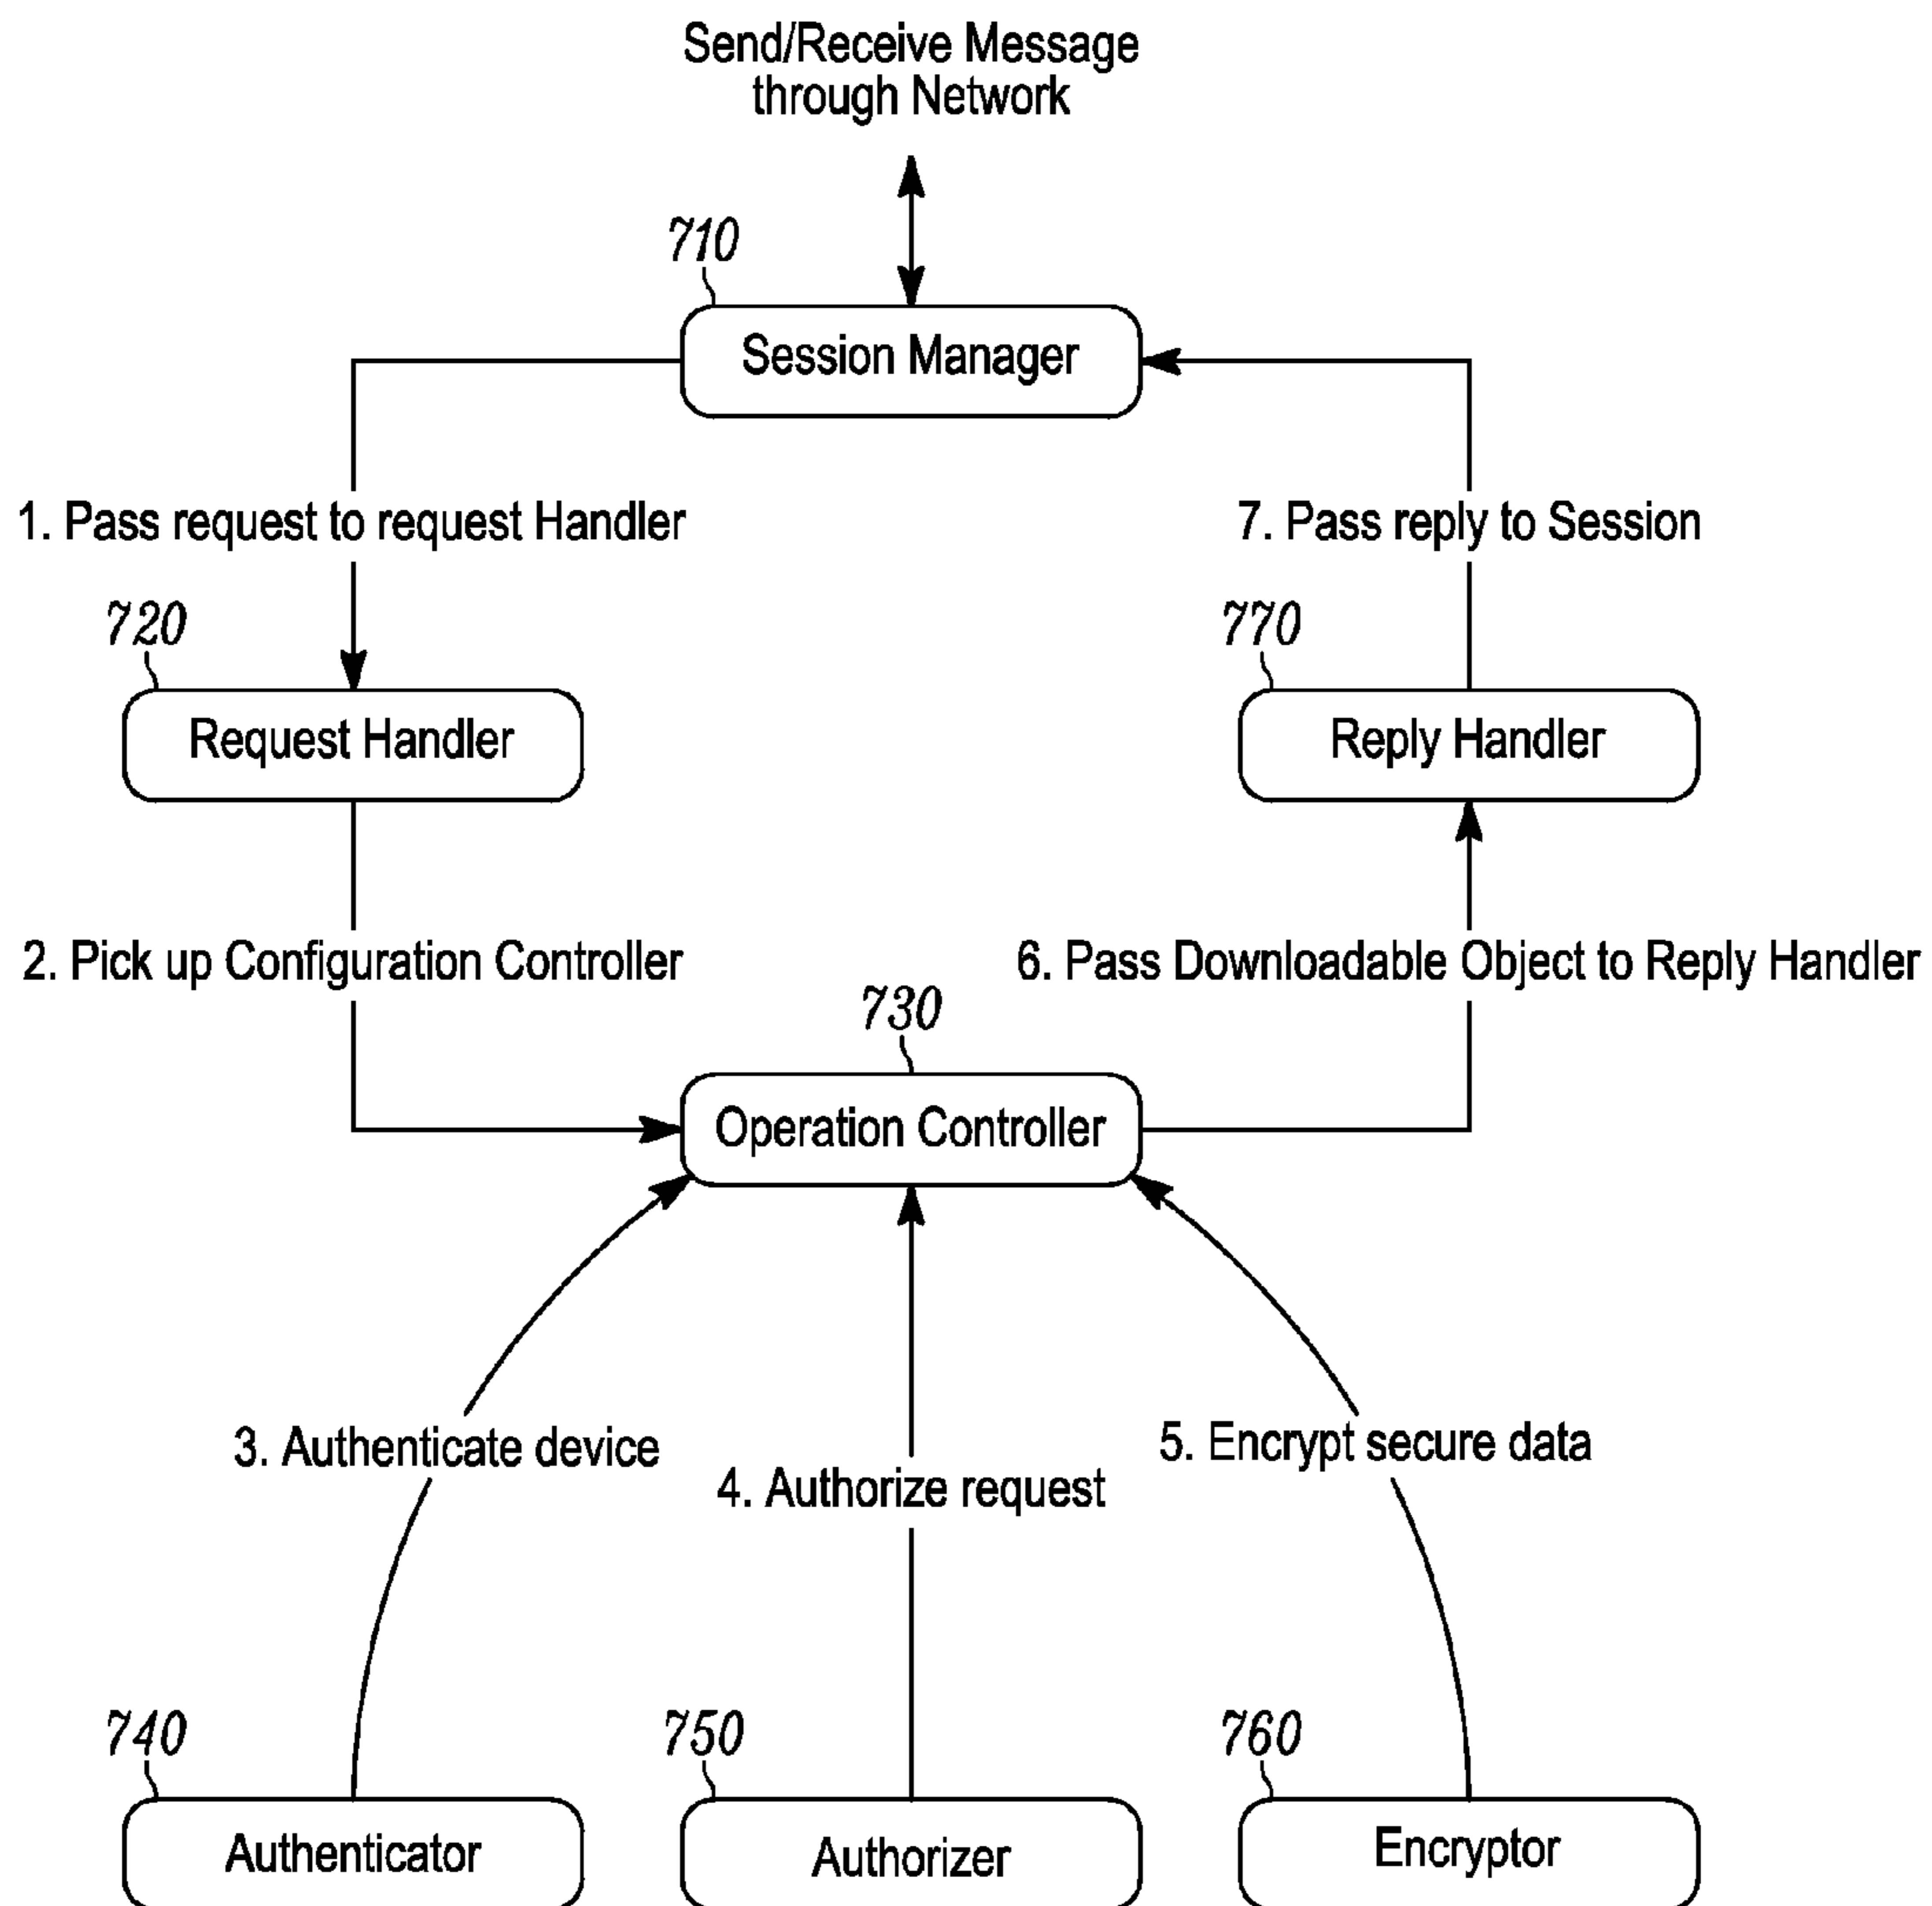 Send/Receive Message
through Network
710
Session Manager
1. Pass request to request Handler
7. Pass reply to Session
720
770
Request Handler
Reply Handler
2. Pick up Configuration Controller
6. Pass Downloadable Object to Reply Handler
730
Operation Controller
3. Authenticate device
4. Authorize request
5. Encrypt secure data
740
750
760
Authenticator
Authorizer
Encryptor